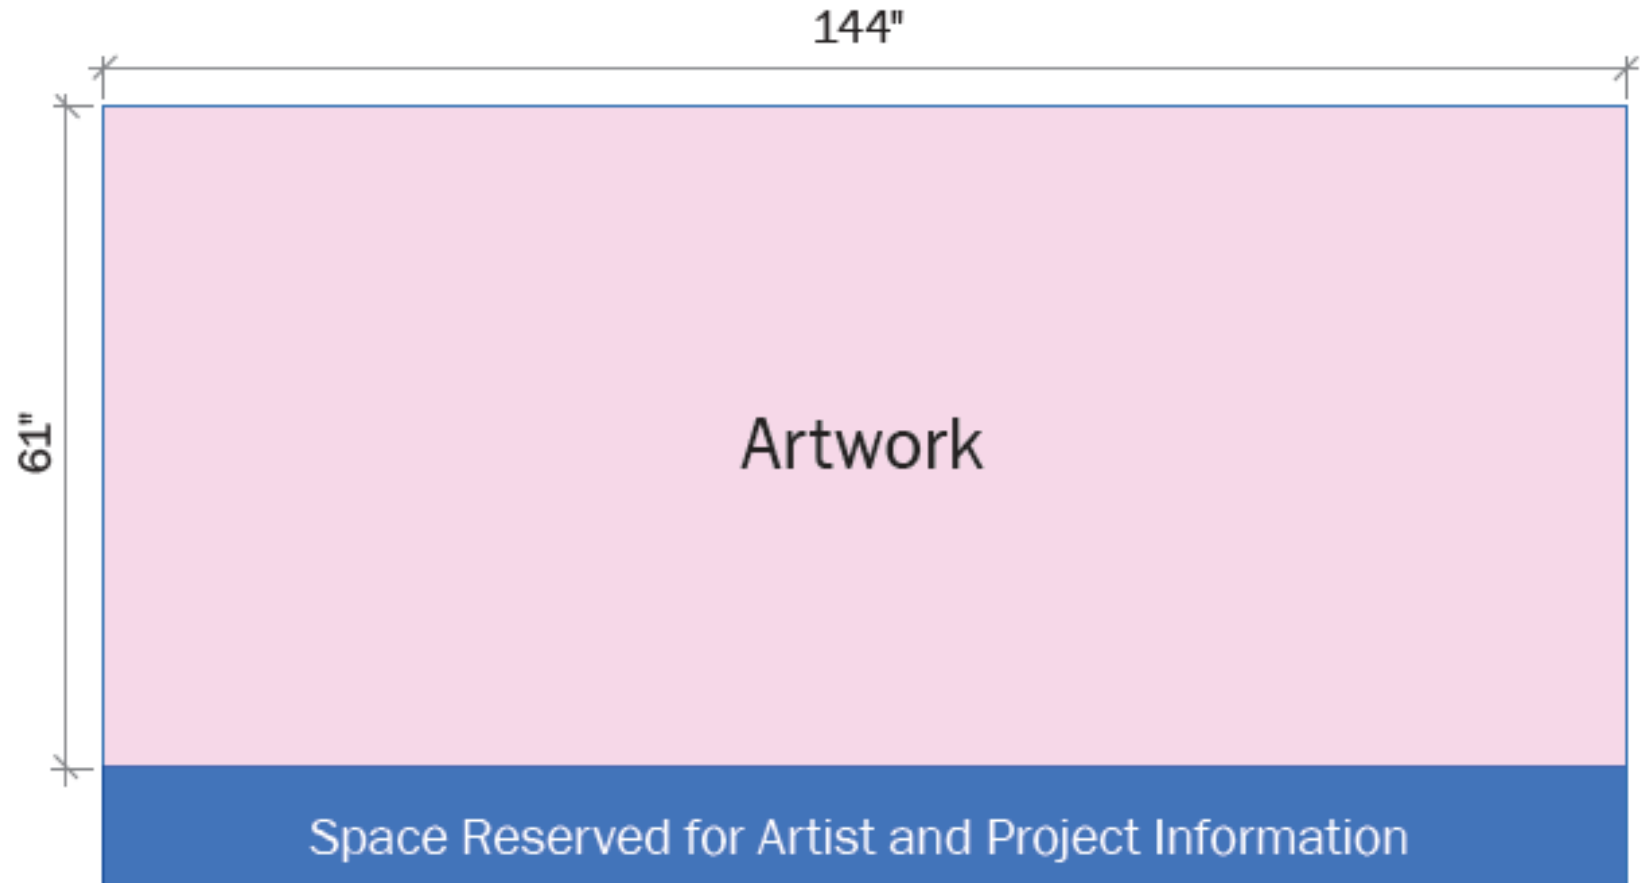 144"
61"
Artwork
Space Reserved for Artist and Project Information